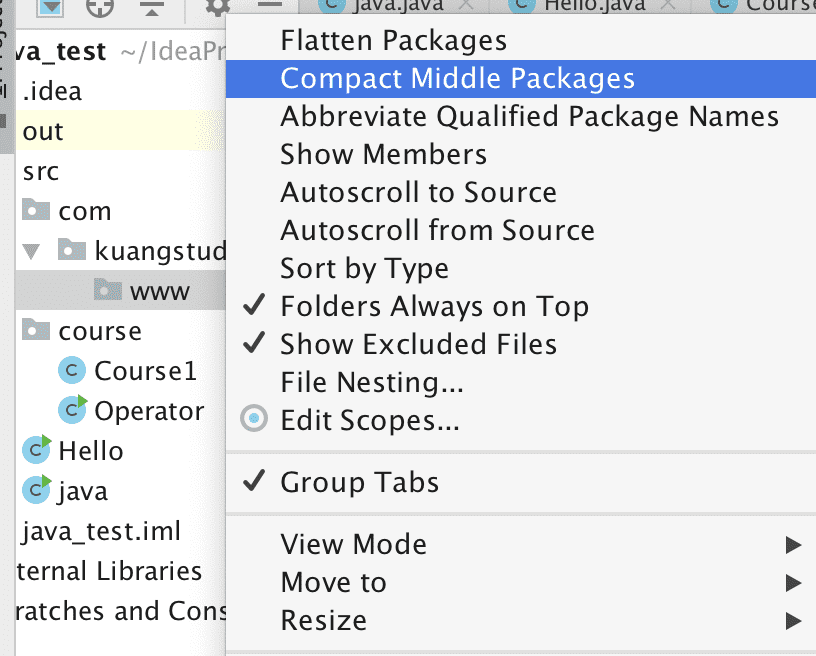 java.java
Hello.java
Course
va_test ~/IdeaPr
.idea
out
src
com
kuangstud
www
course
C Course1
C Operator
C Hello
C java
java_test.iml
ternal Libraries
ratches and Cons
Flatten Packages
Compact Middle Packages
Abbreviate Qualified Package Names
Show Members
Autoscroll to Source
Autoscroll from Source
Sort by Type
Folders Always on Top
Show Excluded Files
File Nesting...
Edit Scopes...
Group Tabs
View Mode
Move to
Resize